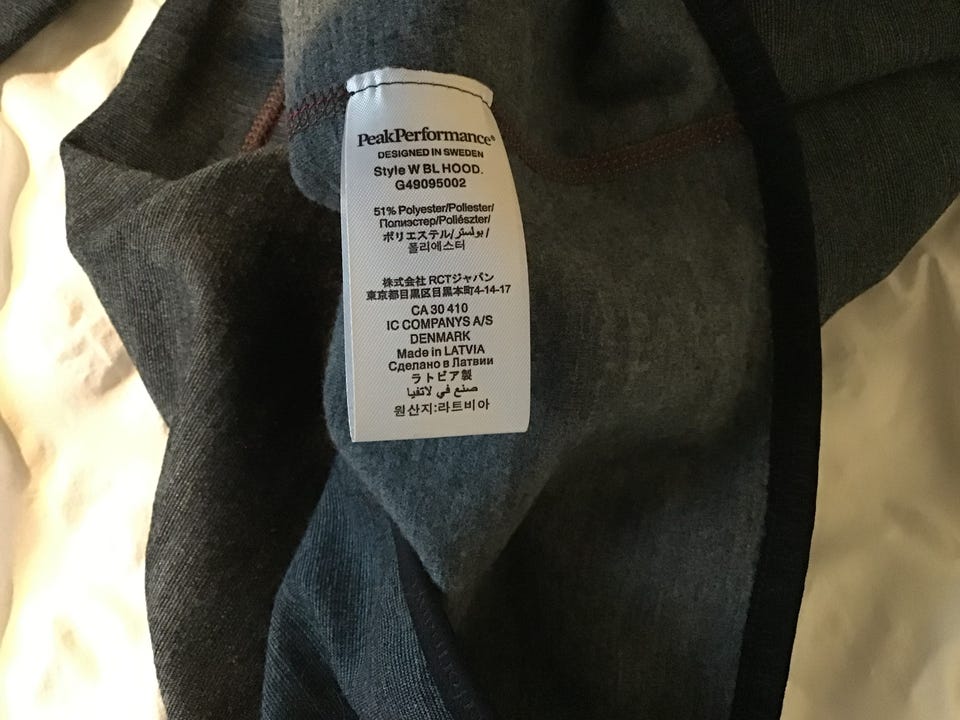 PeakPerformance®
DESIGNED IN SWEDEN
Style W BL HOOD.
G49095002
51% Polyester/Poliester/
Полиэстер/Poliészter/
ポリエステル/بوليستر/
폴리에스터
株式会社 RCTジャパン
東京都目黒区目黒本町4-14-17
CA 30 410
IC COMPANYS A/S
DENMARK
Made in LATVIA
Сделано в Латвии
ラトビア製
صنع في لاتفيا
원산지:라트비아